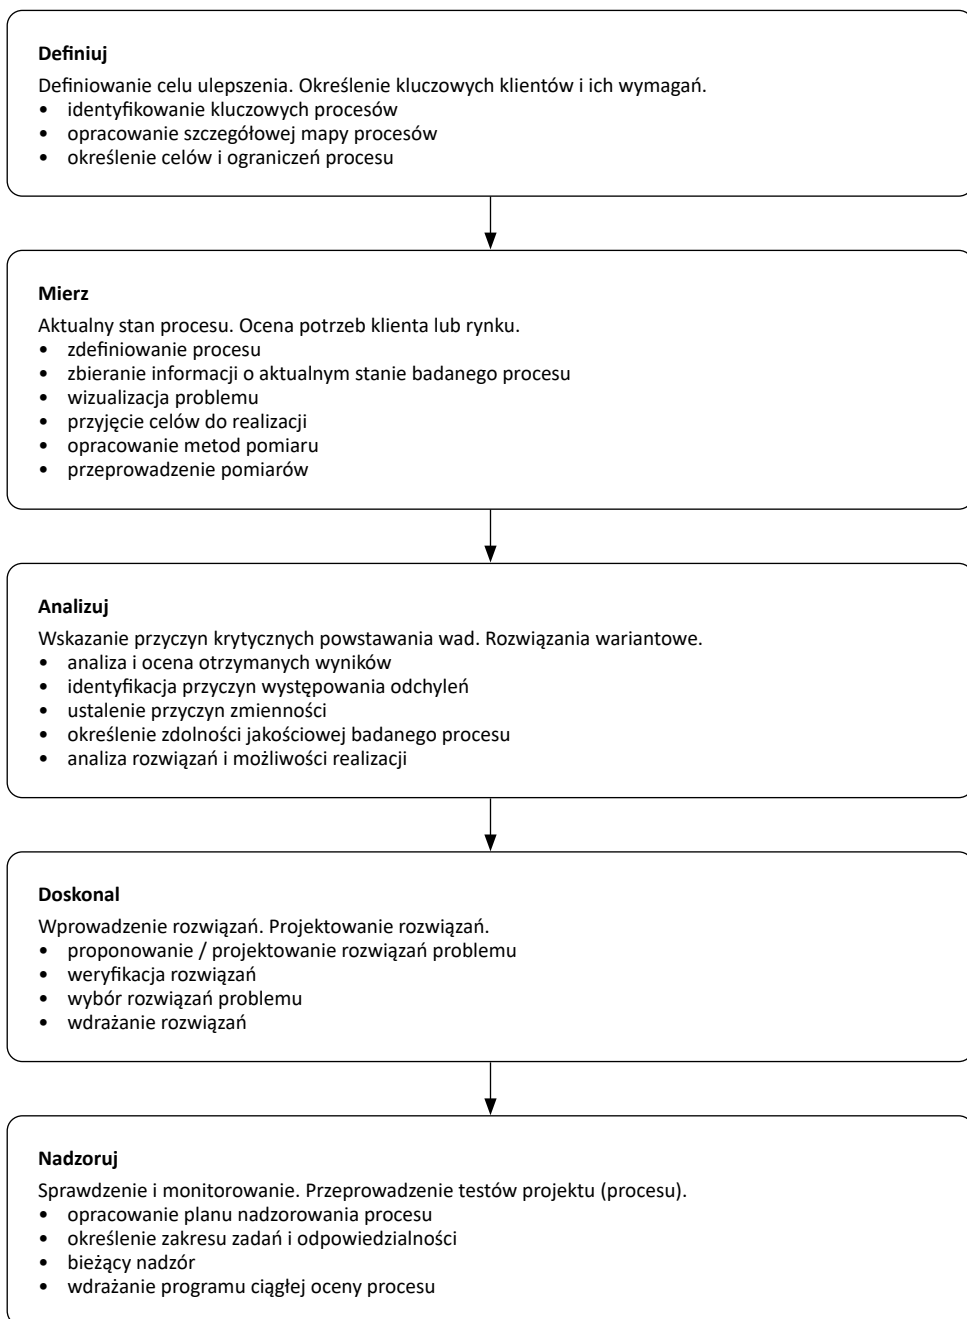 Definiuj
Definiowanie celu ulepszenia. Określenie kluczowych klientów i ich wymagań.
• identyfikowanie kluczowych procesów
• opracowanie szczegółowej mapy procesów
• określenie celów i ograniczeń procesu
Mierz
Aktualny stan procesu. Ocena potrzeb klienta lub rynku.
• zdefiniowanie procesu
• zbieranie informacji o aktualnym stanie badanego procesu
• wizualizacja problemu
• przyjęcie celów do realizacji
• opracowanie metod pomiaru
• przeprowadzenie pomiarów
Analizuj
Wskazanie przyczyn krytycznych powstawania wad. Rozwiązania wariantowe.
• analiza i ocena otrzymanych wyników
• identyfikacja przyczyn występowania odchyleń
• ustalenie przyczyn zmienności
• określenie zdolności jakościowej badanego procesu
• analiza rozwiązań i możliwości realizacji
Doskonal
Wprowadzenie rozwiązań. Projektowanie rozwiązań.
• proponowanie / projektowanie rozwiązań problemu
• weryfikacja rozwiązań
• wybór rozwiązań problemu
• wdrażanie rozwiązań
Nadzoruj
Sprawdzenie i monitorowanie. Przeprowadzenie testów projektu (procesu).
• opracowanie planu nadzorowania procesu
• określenie zakresu zadań i odpowiedzialności
• bieżący nadzór
• wdrażanie programu ciągłej oceny procesu